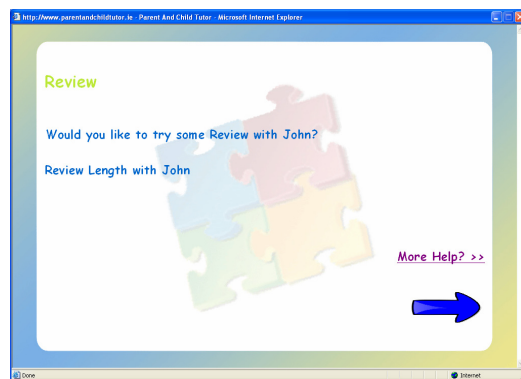 http://www.parentandchildtutor.ie - Parent And Child Tutor - Microsoft Internet Explorer
Review
Would you like to try some Review with John?
Review Length with John
More Help? >>
Done
Internet